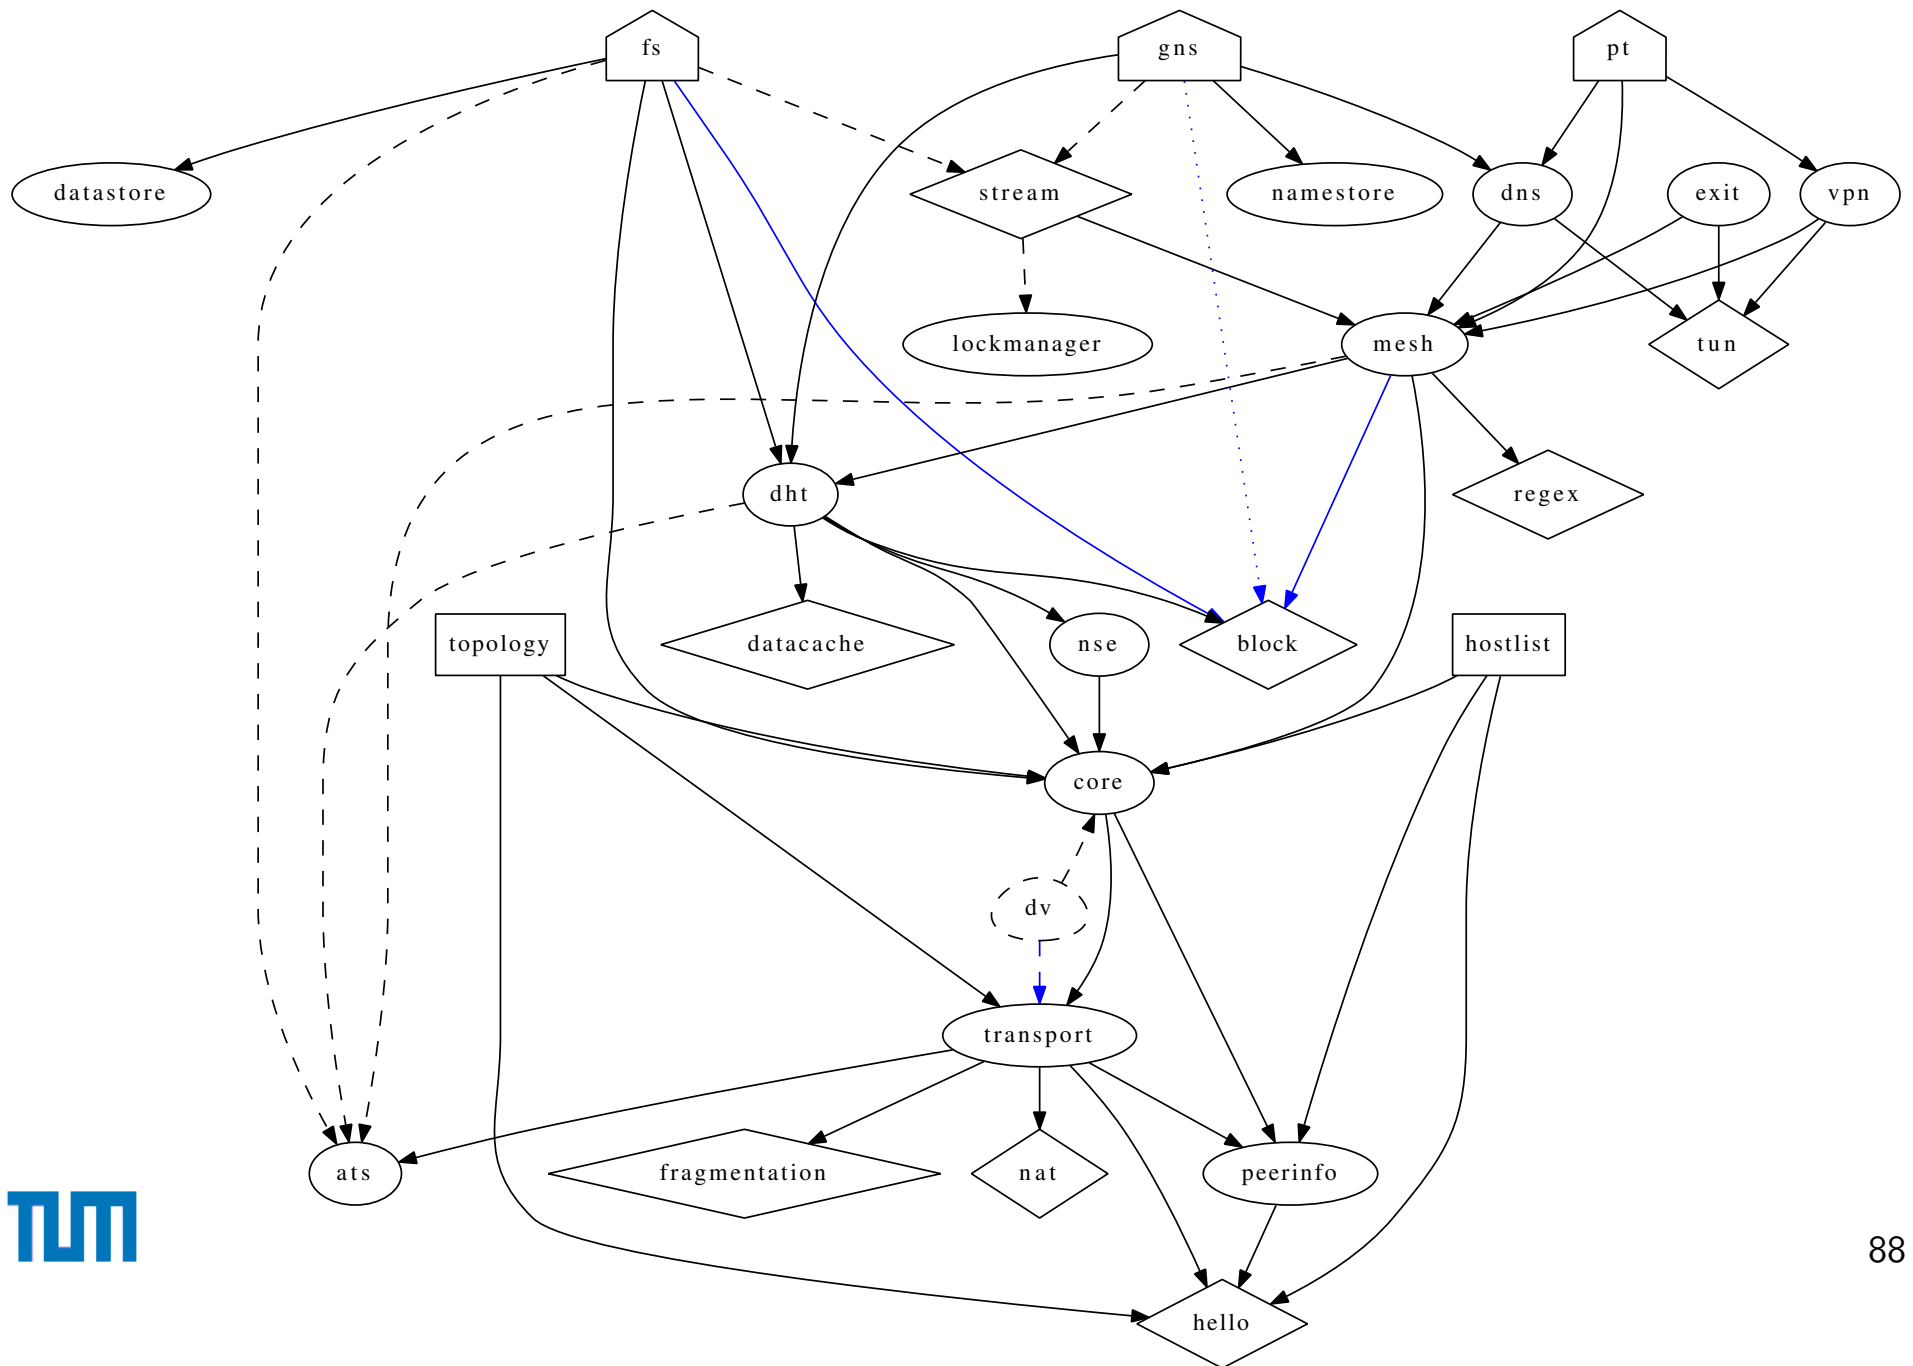 fs
gns
pt
datastore
stream
namestore
dns
exit
vpn
lockmanager
mesh
tun
dht
regex
topology
datacache
nse
block
hostlist
core
dv
transport
ats
fragmentation
nat
peerinfo
TUM
88
hello